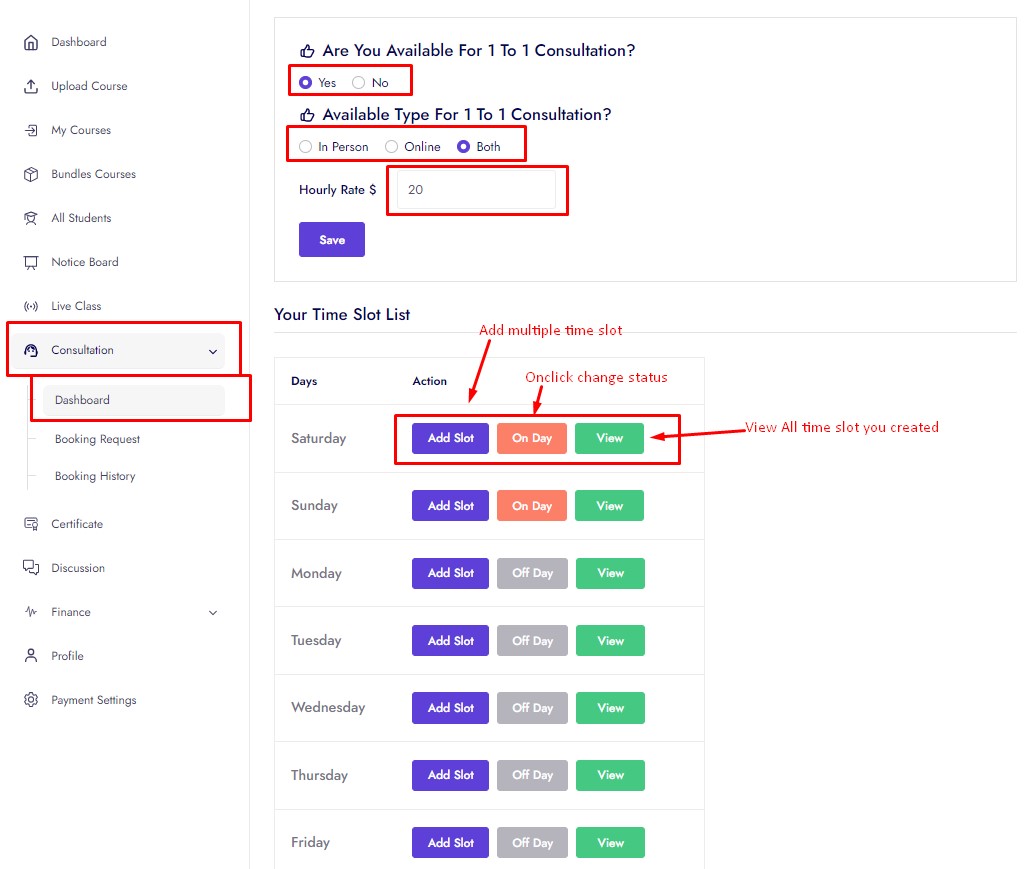 Dashboard
Upload Course
My Courses
Bundles Courses
All Students
Notice Board
Live Class
Consultation
Dashboard
Booking Request
Booking History
Certificate
Discussion
Finance
Profile
Payment Settings
Are You Available For 1 To 1 Consultation?
Yes No
Available Type For 1 To 1 Consultation?
In Person Online Both
Hourly Rate $ 20
Save
Your Time Slot List
Add multiple time slot
Onclick change status
Days Action
Saturday Add Slot On Day View
View All time slot you created
Sunday Add Slot On Day View
Monday Add Slot Off Day View
Tuesday Add Slot Off Day View
Wednesday Add Slot Off Day View
Thursday Add Slot Off Day View
Friday Add Slot Off Day View